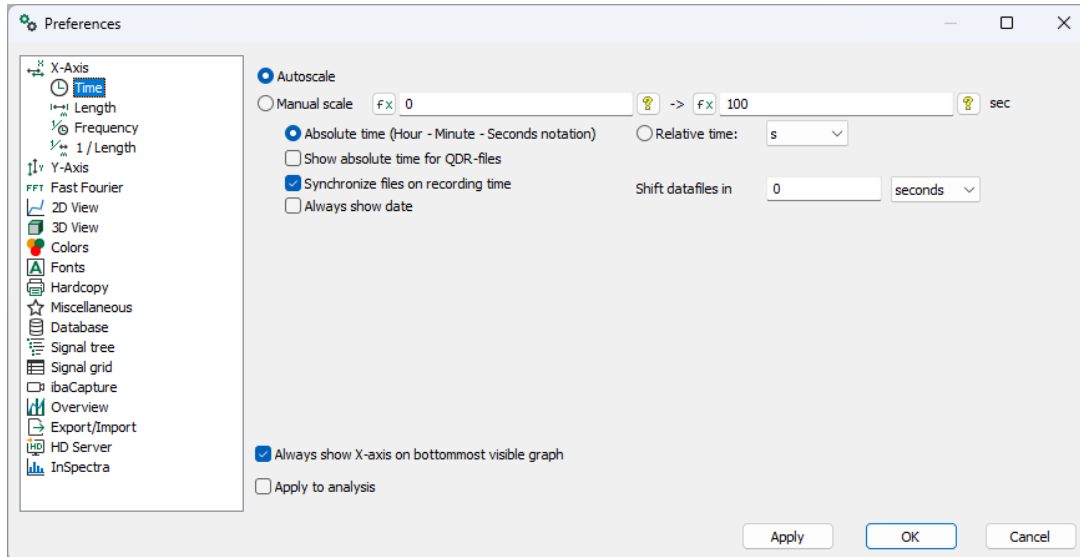 Preferences
X-Axis
Time
Length
Frequency
1 / Length
Y-Axis
FFT Fast Fourier
2D View
3D View
Colors
A Fonts
Hardcopy
Miscellaneous
Database
Signal tree
Signal grid
ibaCapture
Overview
Export/Import
HD HD Server
InSpectra
Autoscale
Manual scale fx 0 ? -> fx 100 ? sec
Absolute time (Hour - Minute - Seconds notation) Relative time: s
Show absolute time for QDR-files
Synchronize files on recording time Shift datafiles in 0 seconds
Always show date
Always show X-axis on bottommost visible graph
Apply to analysis
Apply OK Cancel